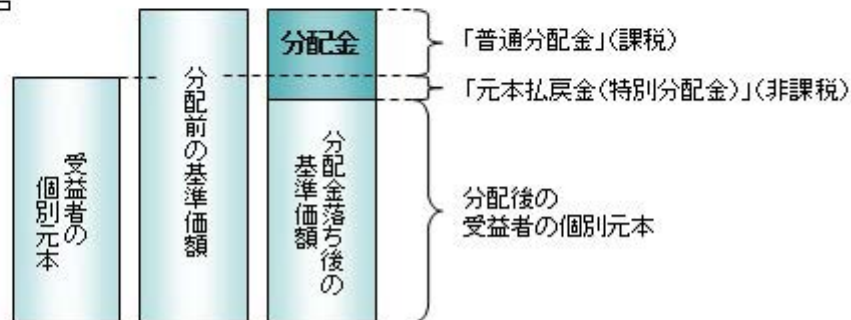 受益者の
個別元本
分配前の基準価額
分配金
分配金落ち後の
基準価額
「普通分配金」(課税)
「元本払戻金(特別分配金)」(非課税)
分配後の
受益者の個別元本